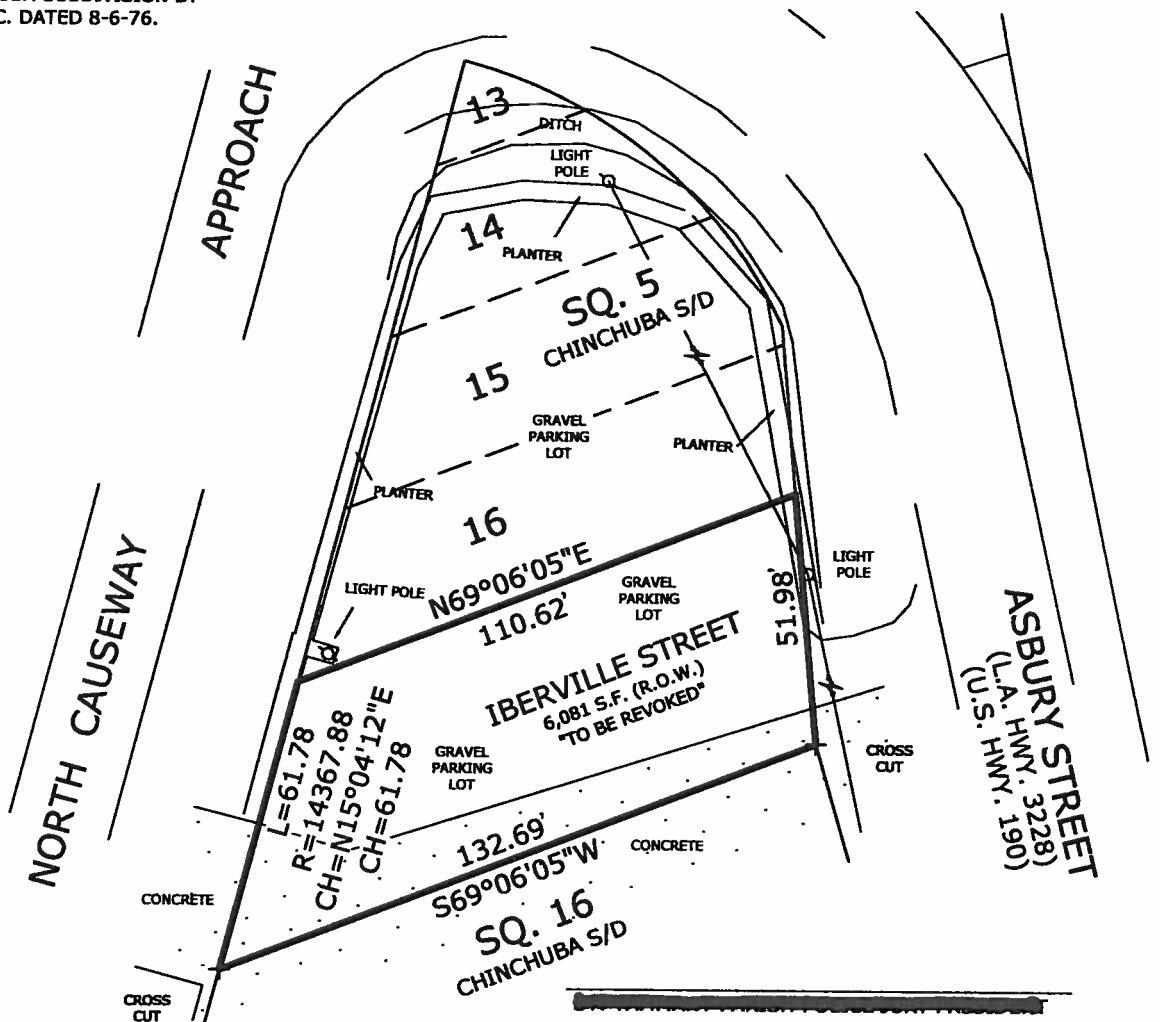 C. DATED 8-6-76.
APPROACH
13
DITCH
LIGHT
POLE
14
PLANTER
SQ. 5
CHINCHUBA S/D
15
GRAVEL
PARKING
LOT
PLANTER
PLANTER
16
N69°06'05"E
110.62'
LIGHT POLE
GRAVEL
PARKING
LOT
LIGHT
POLE
51.98'
IBERVILLE STREET
6,081 S.F. (R.O.W.)
"TO BE REVOKED"
NORTH CAUSEWAY
ASBURY STREET
(L.A. HWY. 3228)
(U.S. HWY. 190)
L=61.78
R=14367.88
CH=N15°04'12"E
CH=61.78
GRAVEL
PARKING
LOT
CROSS
CUT
132.69'
S69°06'05"W
CONCRETE
CONCRETE
SQ. 16
CHINCHUBA S/D
CROSS
CUT